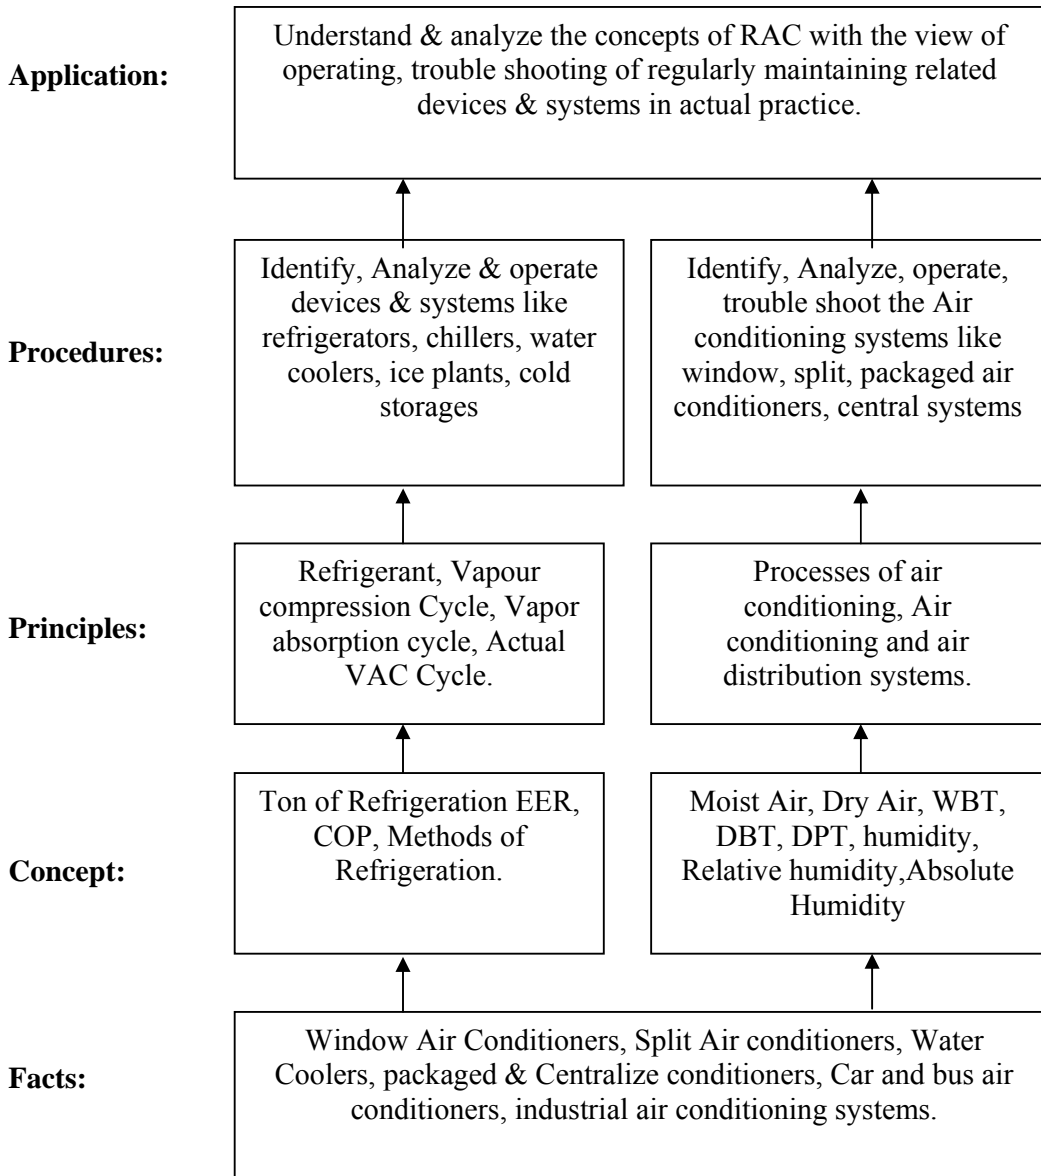 Application:
Understand & analyze the concepts of RAC with the view of
operating, trouble shooting of regularly maintaining related
devices & systems in actual practice.
Procedures:
Identify, Analyze & operate
devices & systems like
refrigerators, chillers, water
coolers, ice plants, cold
storages
Identify, Analyze, operate,
trouble shoot the Air
conditioning systems like
window, split, packaged air
conditioners, central systems
Principles:
Refrigerant, Vapour
compression Cycle, Vapor
absorption cycle, Actual
VAC Cycle.
Processes of air
conditioning, Air
conditioning and air
distribution systems.
Concept:
Ton of Refrigeration EER,
COP, Methods of
Refrigeration.
Moist Air, Dry Air, WBT,
DBT, DPT, humidity,
Relative humidity,Absolute
Humidity
Facts:
Window Air Conditioners, Split Air conditioners, Water
Coolers, packaged & Centralize conditioners, Car and bus air
conditioners, industrial air conditioning systems.